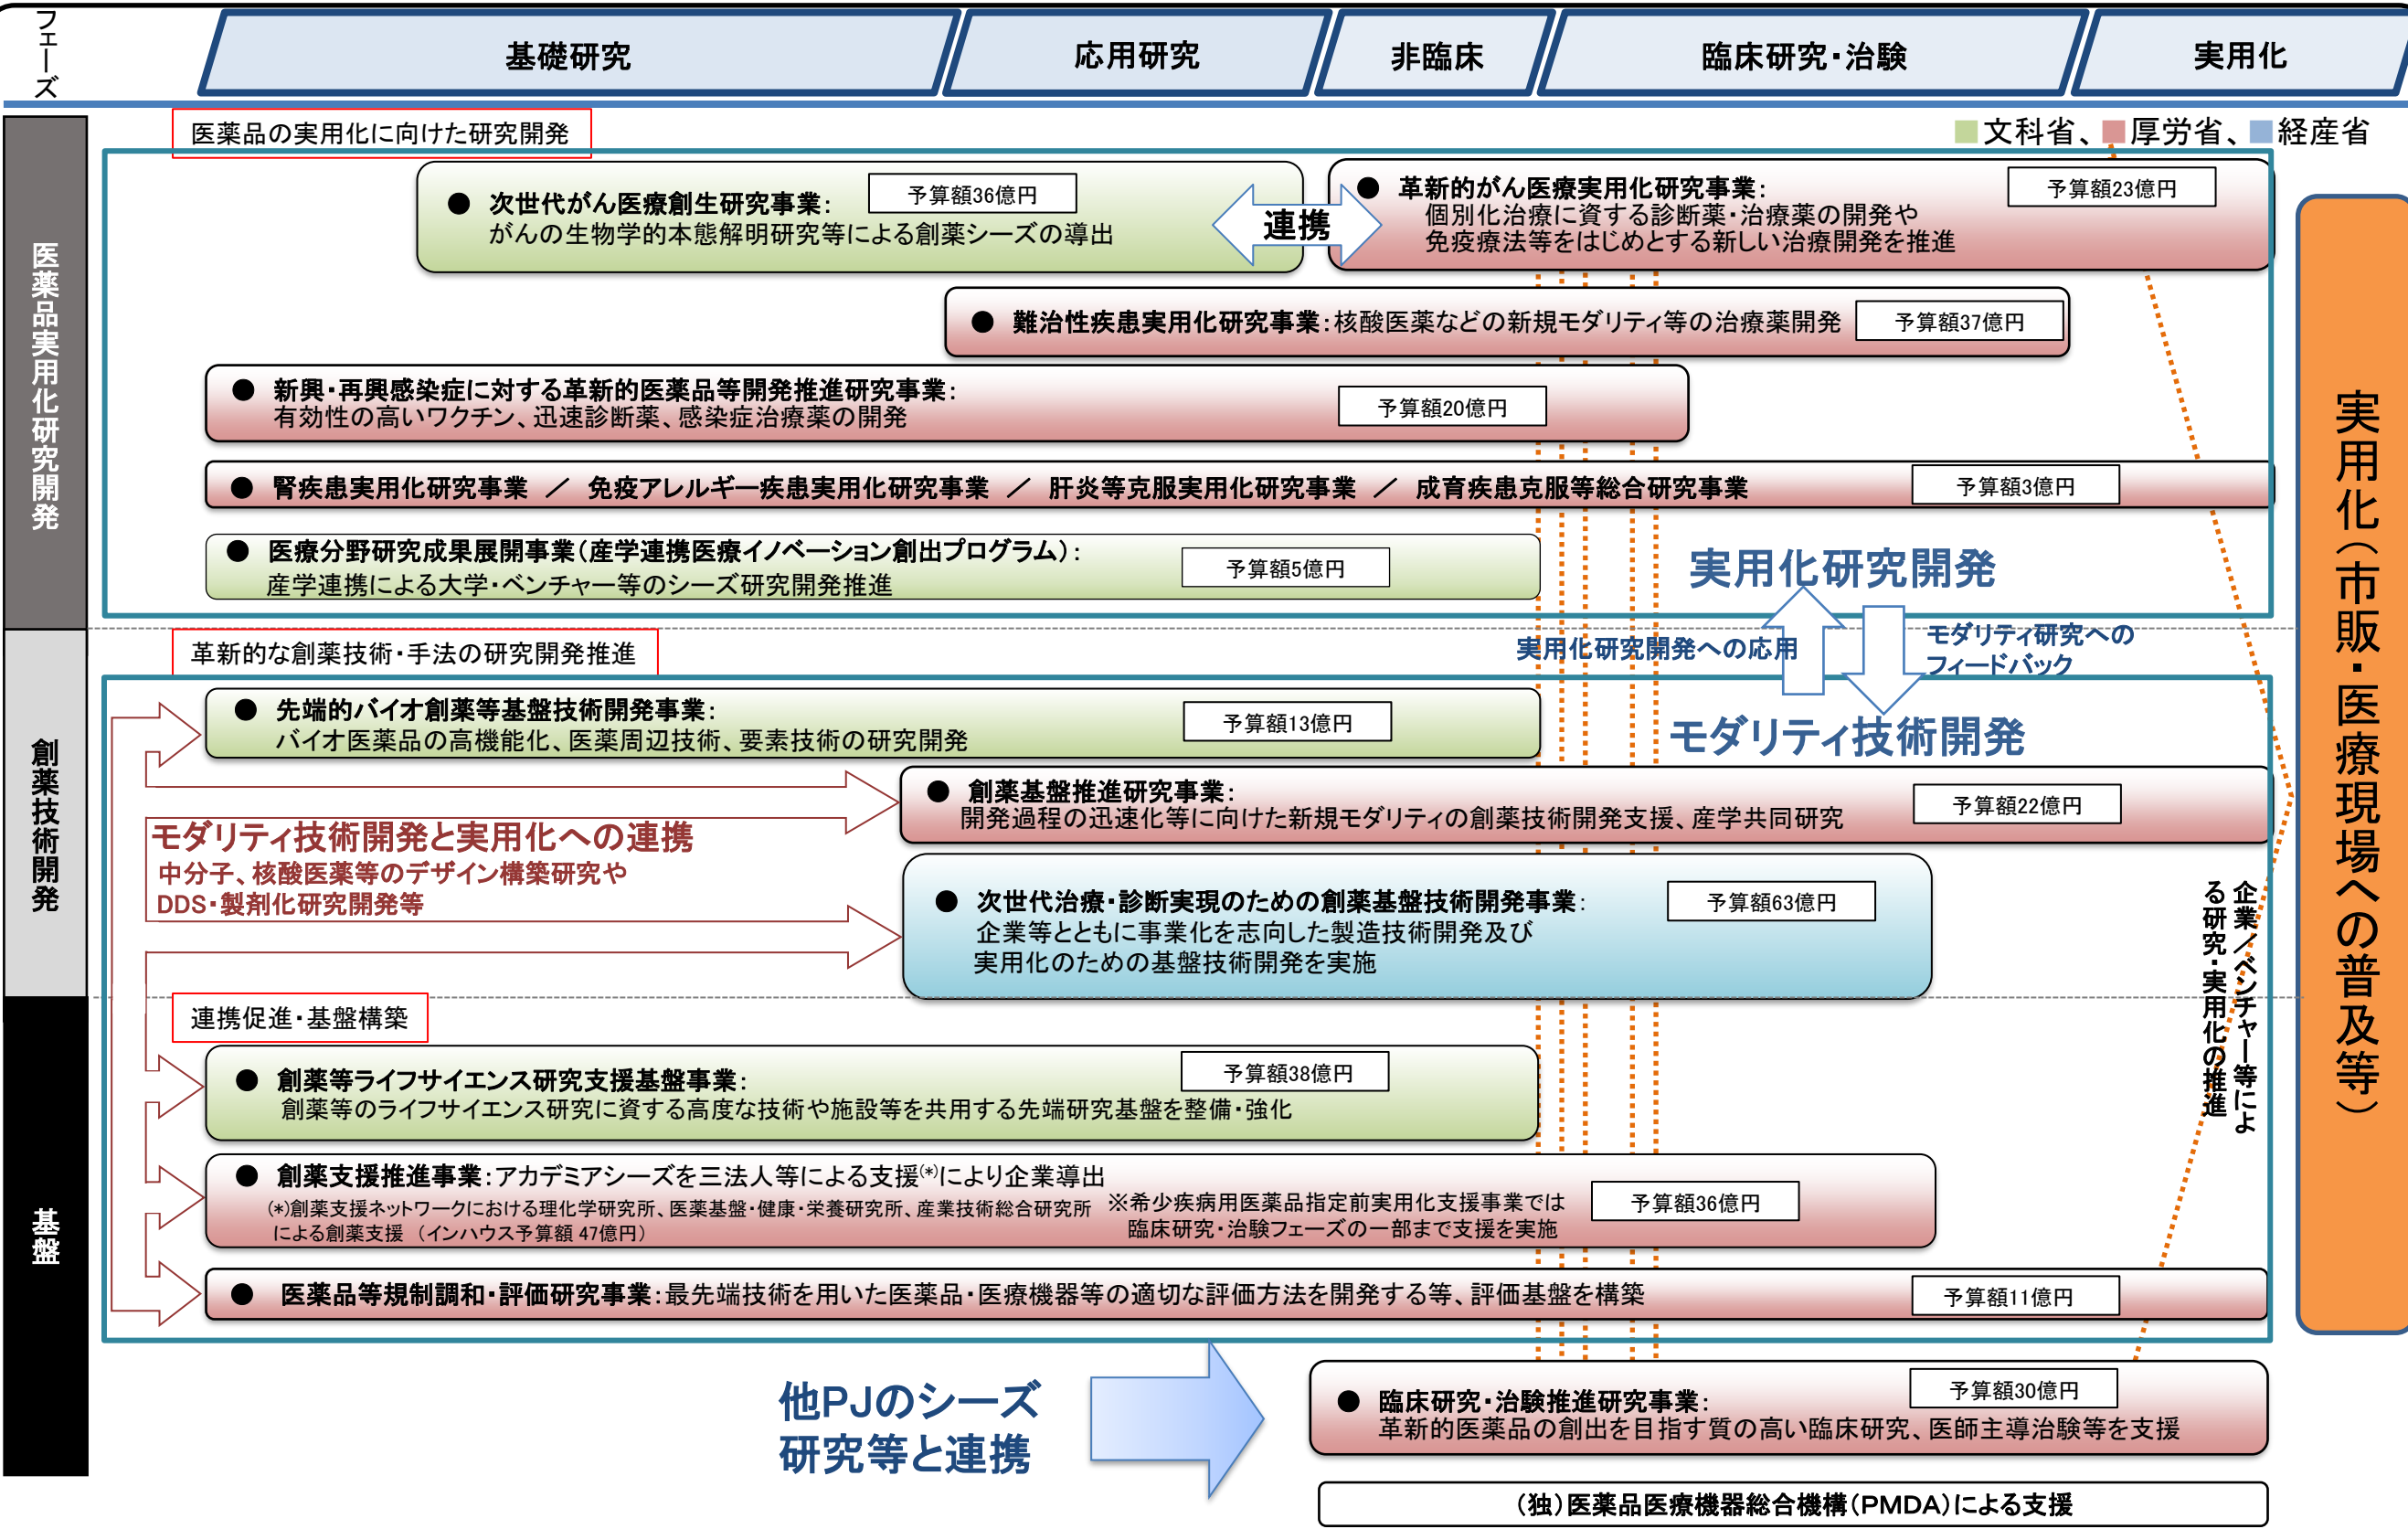 フェーズ
基礎研究
応用研究
非臨床
臨床研究・治験
実用化
医薬品の実用化に向けた研究開発
文科省、厚労省、経産省
医薬品実用化研究開発
● 次世代がん医療創生研究事業：
予算額36億円
がんの生物学的本態解明研究等による創薬シーズの導出
連携
● 革新的がん医療実用化研究事業：
予算額23億円
個別化治療に資する診断薬・治療薬の開発や
免疫療法等をはじめとする新しい治療開発を推進
● 難治性疾患実用化研究事業：核酸医薬などの新規モダリティ等の治療薬開発
予算額37億円
● 新興・再興感染症に対する革新的医薬品等開発推進研究事業：
有効性の高いワクチン、迅速診断薬、感染症治療薬の開発
予算額20億円
● 腎疾患実用化研究事業 ／ 免疫アレルギー疾患実用化研究事業 ／ 肝炎等克服実用化研究事業 ／ 成育疾患克服等総合研究事業
予算額3億円
● 医療分野研究成果展開事業（産学連携医療イノベーション創出プログラム）：
産学連携による大学・ベンチャー等のシーズ研究開発推進
予算額5億円
実用化研究開発
実用化研究開発への応用
モダリティ研究への
フィードバック
モダリティ技術開発
革新的な創薬技術・手法の研究開発推進
創薬技術開発
● 先端的バイオ創薬等基盤技術開発事業：
バイオ医薬品の高機能化、医薬周辺技術、要素技術の研究開発
予算額13億円
● 創薬基盤推進研究事業：
開発過程の迅速化等に向けた新規モダリティの創薬技術開発支援、産学共同研究
予算額22億円
モダリティ技術開発と実用化への連携
中分子、核酸医薬等のデザイン構築研究や
DDS・製剤化研究開発等
● 次世代治療・診断実現のための創薬基盤技術開発事業：
予算額63億円
企業等とともに事業化を志向した製造技術開発及び
実用化のための基盤技術開発を実施
企業／ベンチャー等によ
る研究・実用化の推進
実用化（市販・医療現場への普及等）
連携促進・基盤構築
基盤
● 創薬等ライフサイエンス研究支援基盤事業：
予算額38億円
創薬等のライフサイエンス研究に資する高度な技術や施設等を共用する先端研究基盤を整備・強化
● 創薬支援推進事業：アカデミアシーズを三法人等による支援(*)により企業導出
(*)創薬支援ネットワークにおける理化学研究所、医薬基盤・健康・栄養研究所、産業技術総合研究所
による創薬支援 （インハウス予算額 47億円）
※希少疾病用医薬品指定前実用化支援事業では
臨床研究・治験フェーズの一部まで支援を実施
予算額36億円
● 医薬品等規制調和・評価研究事業：最先端技術を用いた医薬品・医療機器等の適切な評価方法を開発する等、評価基盤を構築
予算額11億円
他PJのシーズ
研究等と連携
● 臨床研究・治験推進研究事業：
予算額30億円
革新的医薬品の創出を目指す質の高い臨床研究、医師主導治験等を支援
（独）医薬品医療機器総合機構（PMDA）による支援